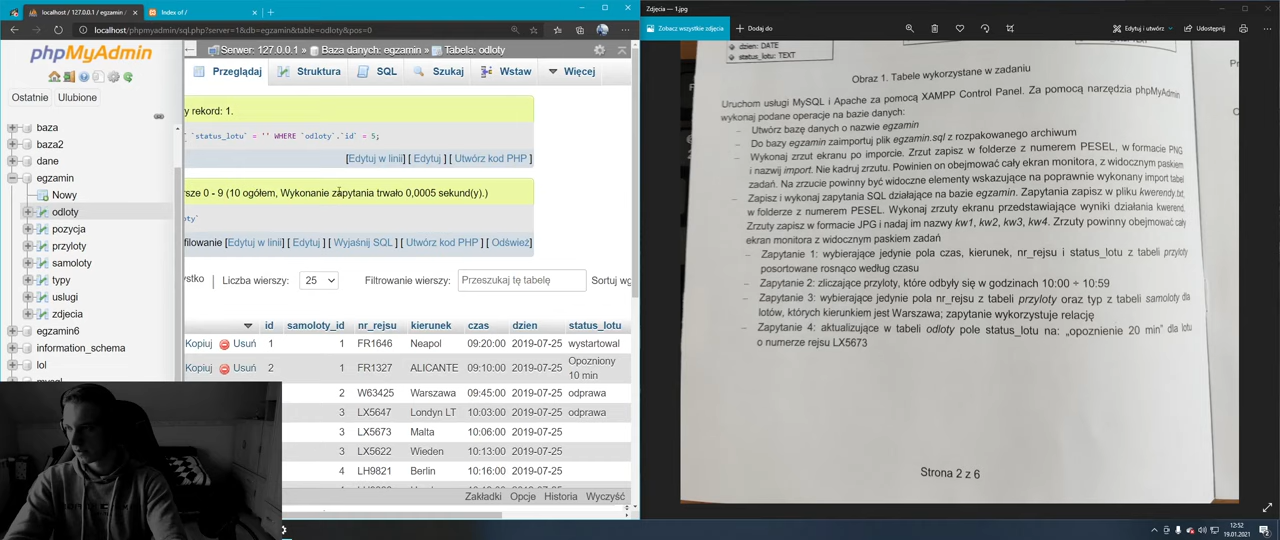 localhost / 127.0.0.1 / egzamin
Index of /
localhost/phpmyadmin/sql.php?server=1&db=egzamin&table=odloty&pos=0
phpMyAdmin
Ostatnie Ulubione
baza
baza2
dane
egzamin
Nowy
odloty
pozycja
przyloty
samoloty
typy
uslugi
zdjecia
egzamin6
information_schema
lol
Serwer: 127.0.0.1 » Baza danych: egzamin » Tabela: odloty
Przeglądaj Struktura SQL Szukaj Wstaw Więcej
y rekord: 1.
`status_lotu` = '' WHERE `odloty`.`id` = 5;
[Edytuj w linii] [ Edytuj ] [ Utwórz kod PHP ]
rsze 0 - 9 (10 ogółem, Wykonanie zapytania trwało 0,0005 sekund(y).)
filowanie [Edytuj w linii] [ Edytuj ] [ Wyjaśnij SQL ] [ Utwórz kod PHP ] [ Odśwież]
ystko Liczba wierszy: 25 Filtrowanie wierszy: Przeszukaj tę tabelę Sortuj wg
id samoloty_id nr_rejsu kierunek czas dzien status_lotu
Kopiuj Usuń 1 1 FR1646 Neapol 09:20:00 2019-07-25 wystartowal
Kopiuj Usuń 2 1 FR1327 ALICANTE 09:10:00 2019-07-25 Opozniony
10 min
2 W63425 Warszawa 09:45:00 2019-07-25 odprawa
3 LX5647 Londyn LT 10:03:00 2019-07-25 odprawa
3 LX5673 Malta 10:06:00 2019-07-25
3 LX5622 Wieden 10:13:00 2019-07-25
4 LH9821 Berlin 10:16:00 2019-07-25
Zakładki Opcje Historia Wyczyść
Zdjęcia — 1.jpg
Zobacz wszystkie zdjęcia Dodaj do Edytuj i utwórz Udostępnij
dzien: DATE
status_lotu: TEXT
Obraz 1. Tabele wykorzystane w zadaniu
Uruchom usługi MySQL i Apache za pomocą XAMPP Control Panel. Za pomocą narzędzia phpMyAdmin
wykonaj podane operacje na bazie danych:
– Utwórz bazę danych o nazwie egzamin
– Do bazy egzamin zaimportuj plik egzamin.sql z rozpakowanego archiwum
– Wykonaj zrzut ekranu po imporcie. Zrzut zapisz w folderze z numerem PESEL, w formacie PNG
i nazwij import. Nie kadruj zrzutu. Powinien on obejmować cały ekran monitora, z widocznym paskiem
zadań. Na zrzucie powinny być widoczne elementy wskazujące na poprawnie wykonany import tabel
– Zapisz i wykonaj zapytania SQL działające na bazie egzamin. Zapytania zapisz w pliku kwerendy.txt,
w folderze z numerem PESEL. Wykonaj zrzuty ekranu przedstawiające wyniki działania kwerend.
Zrzuty zapisz w formacie JPG i nadaj im nazwy kw1, kw2, kw3, kw4. Zrzuty powinny obejmować cały
ekran monitora z widocznym paskiem zadań
– Zapytanie 1: wybierające jedynie pola czas, kierunek, nr_rejsu i status_lotu z tabeli przyloty
posortowane rosnąco według czasu
– Zapytanie 2: zliczające przyloty, które odbyły się w godzinach 10:00 ÷ 10:59
– Zapytanie 3: wybierające jedynie pola nr_rejsu z tabeli przyloty oraz typ z tabeli samoloty dla
lotów, których kierunkiem jest Warszawa; zapytanie wykorzystuje relację
– Zapytanie 4: aktualizujące w tabeli odloty pole status_lotu na: „opoznienie 20 min” dla lotu
o numerze rejsu LX5673
Strona 2 z 6
12:52
19.01.2021